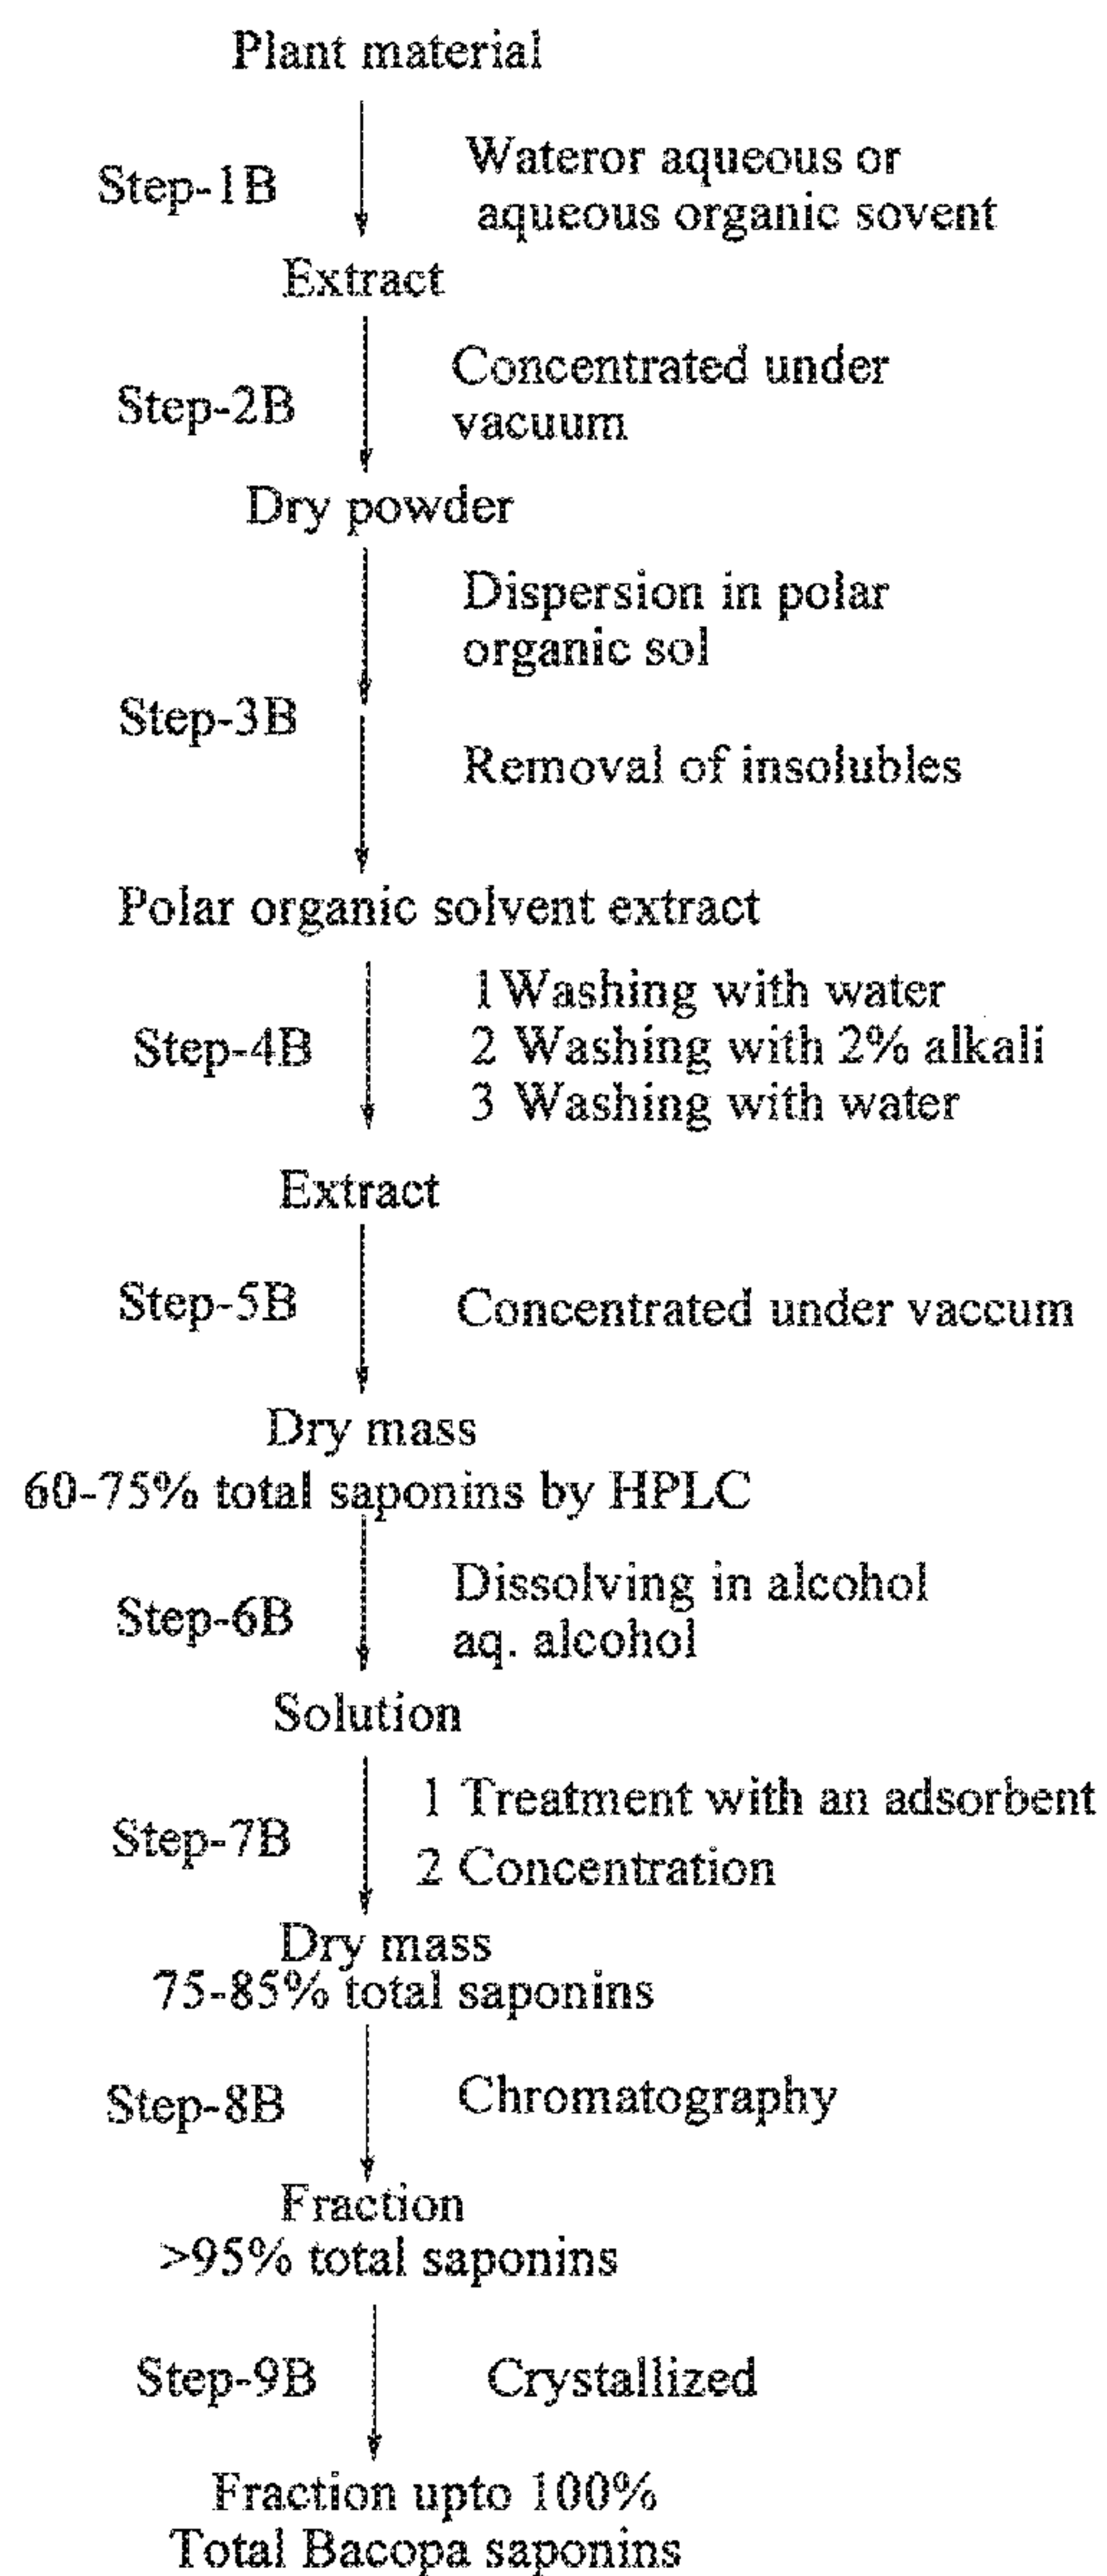 Plant material
Step-1B
Wateror aqueous or
aqueous organic sovent
Extract
Step-2B
Concentrated under
vacuum
Dry powder
Dispersion in polar
organic sol
Step-3B
Removal of insolubles
Polar organic solvent extract
Step-4B
1 Washing with water
2 Washing with 2% alkali
3 Washing with water
Extract
Step-5B
Concentrated under vaccum
Dry mass
60-75% total saponins by HPLC
Step-6B
Dissolving in alcohol
aq. alcohol
Solution
Step-7B
1 Treatment with an adsorbent
2 Concentration
Dry mass
75-85% total saponins
Step-8B
Chromatography
Fraction
>95% total saponins
Step-9B
Crystallized
Fraction upto 100%
Total Bacopa saponins